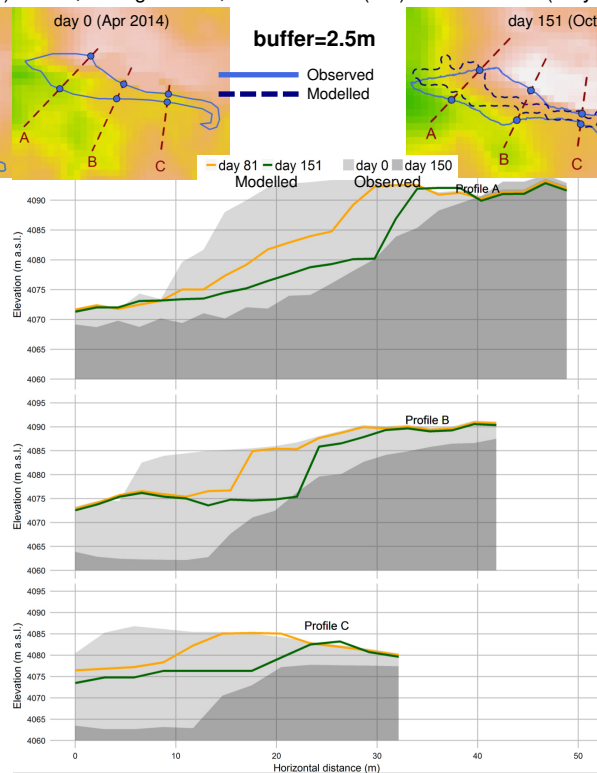 day 0 (Apr 2014)
buffer=2.5m
day 151 (Oct
Observed
Modelled
A
B
C
A
B
C
day 81 day 151 day 0 day 150
Modelled Observed
Profile A
Elevation (m a.s.l.)
4090
4085
4080
4075
4070
4065
4060
Profile B
Elevation (m a.s.l.)
4095
4090
4085
4080
4075
4070
4065
4060
Profile C
Elevation (m a.s.l.)
4095
4090
4085
4080
4075
4070
4065
4060
0 10 20 30 40 50
Horizontal distance (m)